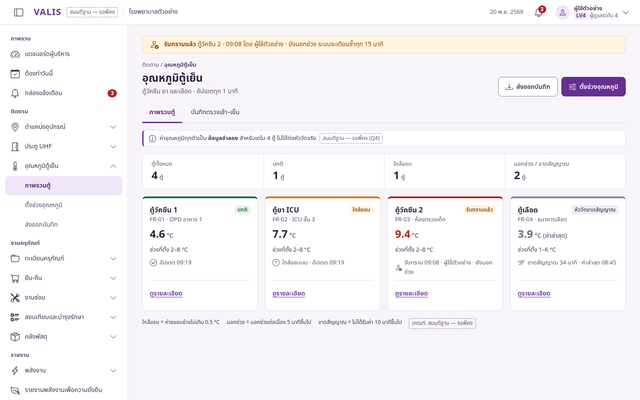 VALIS
สมมติฐาน — รอพี่ดง
โรงพยาบาลตัวอย่าง
20 พ.ย. 2569
3
ผู้ใช้ตัวอย่าง
LV4 ผู้ดูแลระดับ 4
ภาพรวม
แดชบอร์ดผู้บริหาร
ต้องทำวันนี้
กล่องแจ้งเตือน
3
ติดตาม
ตำแหน่งอุปกรณ์
ประตู UHF
อุณหภูมิตู้เย็น
ภาพรวมตู้
ตั้งช่วงอุณหภูมิ
ส่งออกบันทึก
งานครุภัณฑ์
ทะเบียนครุภัณฑ์
ยืม-คืน
งานซ่อม
สอบเทียบและบำรุงรักษา
คลังพัสดุ
รายงาน
พลังงาน
รายงานพลังงานเพื่อความยั่งยืน
รับทราบแล้ว ตู้วัคซีน 2 · 09:08 โดย ผู้ใช้ตัวอย่าง · ยังนอกช่วง ระบบจะเตือนซ้ำทุก 15 นาที
ติดตาม / อุณหภูมิตู้เย็น
อุณหภูมิตู้เย็น
ตู้วัคซีน ยา และเลือด · อัปเดตทุก 1 นาที
ส่งออกบันทึก
ตั้งช่วงอุณหภูมิ
ภาพรวมตู้
บันทึกตรวจเช้า–เย็น
ค่าอุณหภูมิทุกตัวเป็น ข้อมูลจำลอง สำหรับเดโม 4 ตู้ ไม่ได้ต่อหัววัดจริง
สมมติฐาน — รอพี่ดง (Q4)
ตู้ทั้งหมด
4 ตู้
ปกติ
1 ตู้
ใกล้ขอบ
1 ตู้
นอกช่วง / ขาดสัญญาณ
2 ตู้
ตู้วัคซีน 1
ปกติ
FR-01 · OPD อาคาร 1
4.6 °C
ช่วงที่ตั้ง 2–8 °C
อัปเดต 09:19
ดูรายละเอียด
ตู้ยา ICU
ใกล้ขอบ
FR-02 · ICU ชั้น 3
7.7 °C
ช่วงที่ตั้ง 2–8 °C
ใกล้ขอบบน · อัปเดต 09:19
ดูรายละเอียด
ตู้วัคซีน 2
รับทราบแล้ว
FR-03 · ห้องตรวจเด็ก
9.4 °C
ช่วงที่ตั้ง 2–8 °C
รับทราบ 09:08 · ผู้ใช้ตัวอย่าง · ยังนอก
ช่วง
ดูรายละเอียด
ตู้เลือด
หัววัดขาดสัญญาณ
FR-04 · ธนาคารเลือด
3.9 °C (ค่าล่าสุด)
ช่วงที่ตั้ง 1–6 °C
ขาดสัญญาณ 34 นาที · ค่าล่าสุด 08:45
ดูรายละเอียด
ใกล้ขอบ = ห่างขอบช่วงไม่เกิน 0.5 °C
นอกช่วง = นอกช่วงต่อเนื่อง 5 นาทีขึ้นไป
ขาดสัญญาณ = ไม่ได้รับค่า 10 นาทีขึ้นไป
เกณฑ์: สมมติฐาน — รอพี่ดง